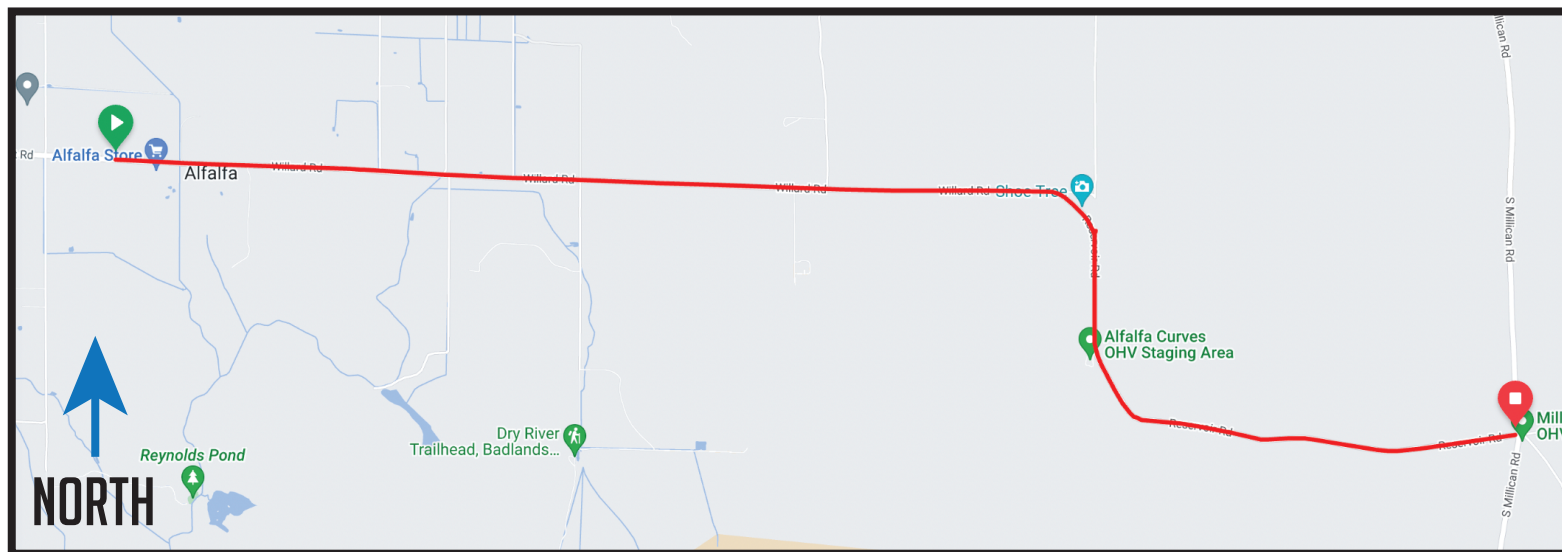 llican Rd
t Rd
Alfalfa Store
Alfalfa
Willard Rd
Willard Rd
Willard Rd
Willard Rd
Shoe Tree
Reservoir Rd
S Millican Rd
Alfalfa Curves
OHV Staging Area
Mill
OHV
Reservoir Rd
Reservoir Rd
Dry River
Trailhead, Badlands...
Reynolds Pond
S Millican Rd
NORTH